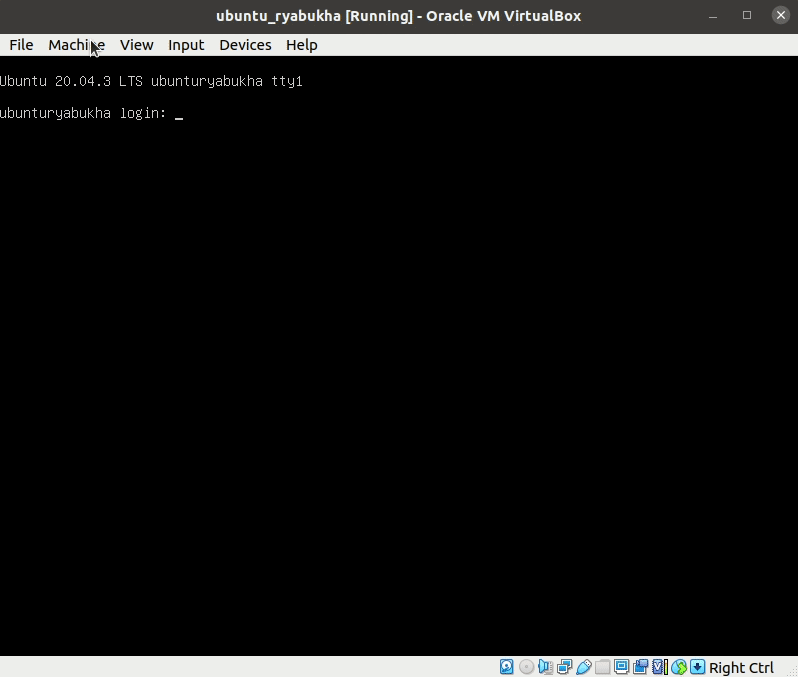 ubuntu_ryabukha [Running] - Oracle VM VirtualBox
File Machine View Input Devices Help
Ubuntu 20.04.3 LTS ubunturyabukha tty1
ubunturyabukha login: _
Right Ctrl